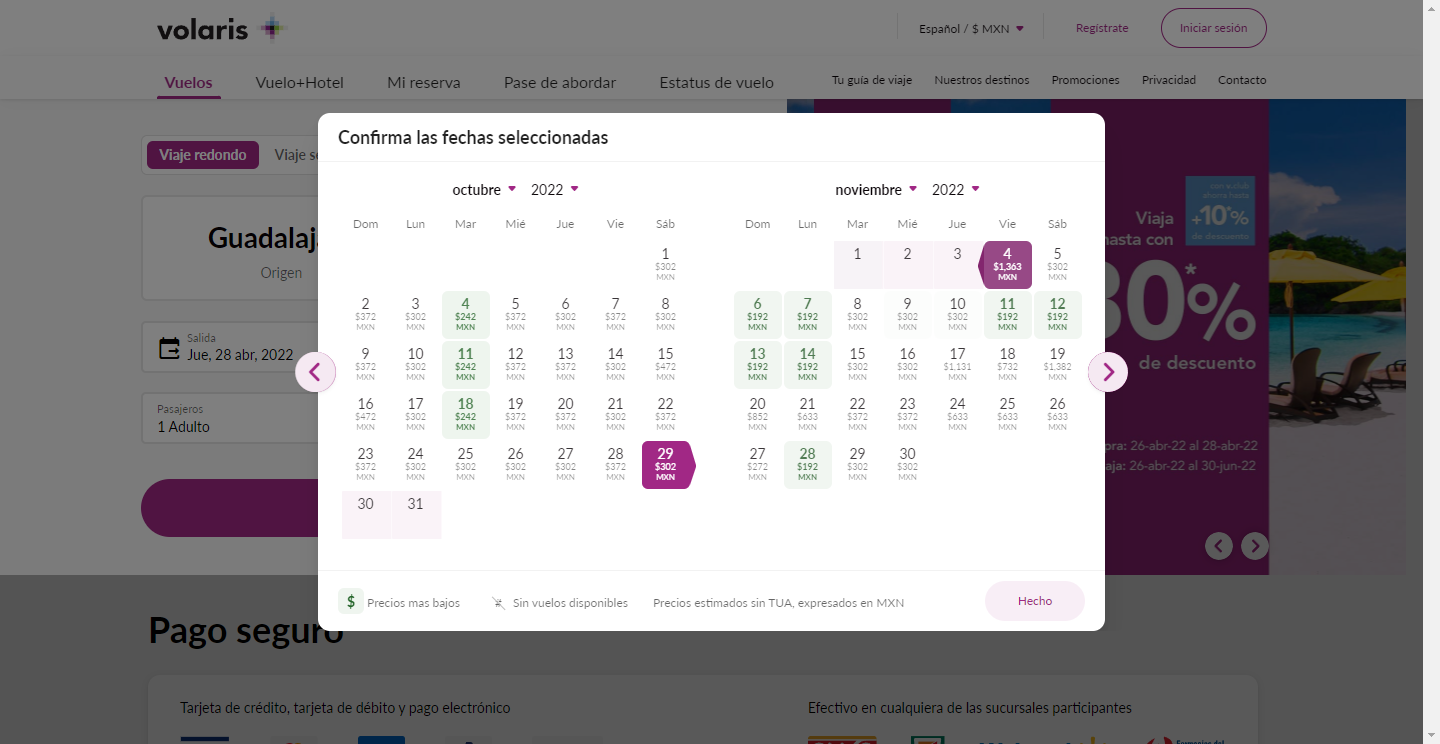 volaris
Español / $ MXN
Regístrate
Iniciar sesión
Vuelos
Vuelo+Hotel
Mi reserva
Pase de abordar
Estatus de vuelo
Tu guía de viaje
Nuestros destinos
Promociones
Privacidad
Contacto
Confirma las fechas seleccionadas
Viaje redondo
Viaje
Origen
Salida
Jue, 28 abr, 2022
Pasajeros
1 Adulto
octubre 2022
Dom Lun Mar Mié Jue Vie Sáb
1
$302
MXN
2 3 4 5 6 7 8
$372 $302 $242 $372 $302 $372 $302
MXN MXN MXN MXN MXN MXN MXN
9 10 11 12 13 14 15
$372 $302 $242 $372 $372 $302 $472
MXN MXN MXN MXN MXN MXN MXN
16 17 18 19 20 21 22
$472 $302 $242 $372 $372 $302 $372
MXN MXN MXN MXN MXN MXN MXN
23 24 25 26 27 28 29
$372 $302 $302 $302 $302 $372 $302
MXN MXN MXN MXN MXN MXN MXN
30 31
noviembre 2022
Dom Lun Mar Mié Jue Vie Sáb
1 2 3 4 5
$1,363 $302
MXN MXN
6 7 8 9 10 11 12
$192 $192 $302 $302 $302 $192 $192
MXN MXN MXN MXN MXN MXN MXN
13 14 15 16 17 18 19
$192 $192 $302 $302 $1,131 $732 $1,382
MXN MXN MXN MXN MXN MXN MXN
20 21 22 23 24 25 26
$852 $633 $372 $372 $633 $633 $633
MXN MXN MXN MXN MXN MXN MXN
27 28 29 30
$272 $192 $302 $302
MXN MXN MXN MXN
$ Precios mas bajos
Sin vuelos disponibles
Precios estimados sin TUA, expresados en MXN
Hecho
con v.club
ahorra hasta
+10*%
de descuento
Viaja
hasta con
30*%
de descuento
26-abr-22 al 28-abr-22
26-abr-22 al 30-jun-22
Pago seguro
Tarjeta de crédito, tarjeta de débito y pago electrónico
Efectivo en cualquiera de las sucursales participantes